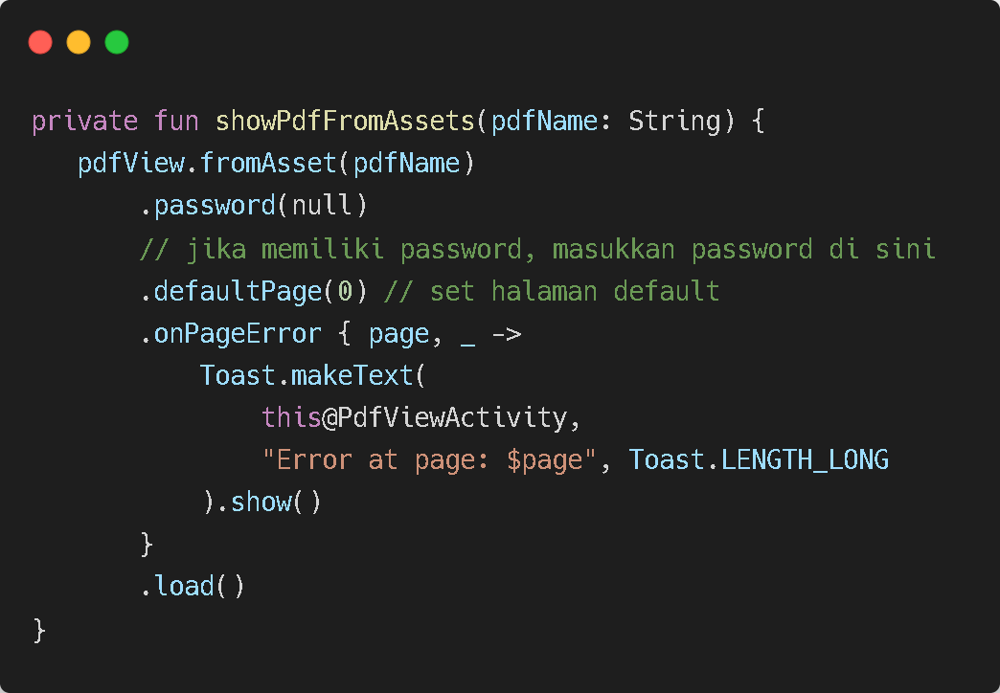 private fun showPdfFromAssets(pdfName: String) {
   pdfView.fromAsset(pdfName)
       .password(null)
       // jika memiliki password, masukkan password di sini
       .defaultPage(0) // set halaman default
       .onPageError { page, _ ->
           Toast.makeText(
               this@PdfViewActivity,
               "Error at page: $page", Toast.LENGTH_LONG
           ).show()
       }
       .load()
}